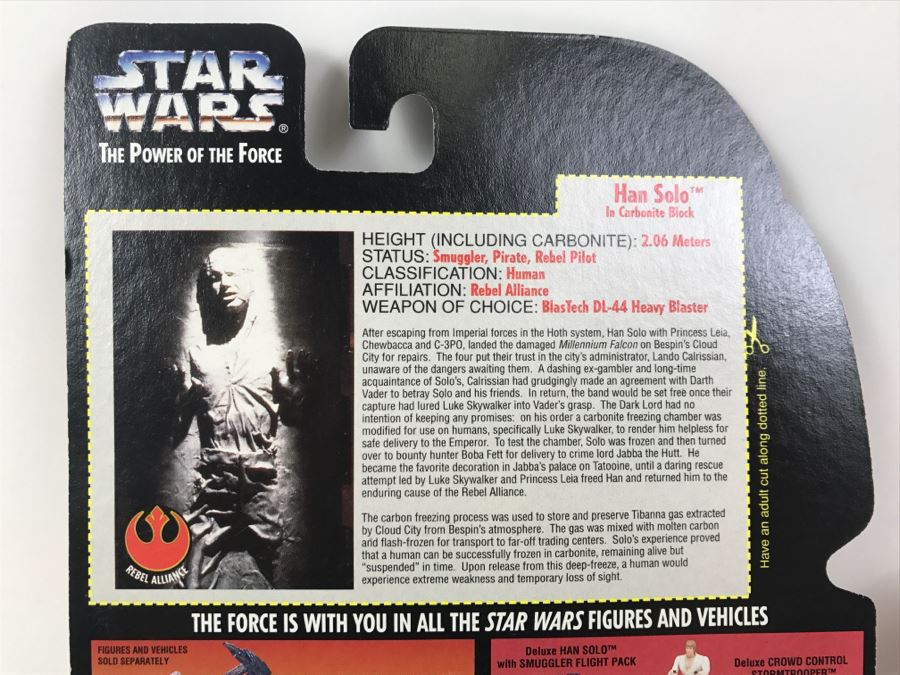 STAR
WARS®
THE POWER OF THE FORCE
Han Solo™
In Carbonite Block
HEIGHT (INCLUDING CARBONITE): 2.06 Meters
STATUS: Smuggler, Pirate, Rebel Pilot
CLASSIFICATION: Human
AFFILIATION: Rebel Alliance
WEAPON OF CHOICE: BlasTech DL-44 Heavy Blaster
After escaping from Imperial forces in the Hoth system, Han Solo with Princess Leia,
Chewbacca and C-3PO, landed the damaged Millennium Falcon on Bespin's Cloud
City for repairs. The four put their trust in the city's administrator, Lando Calrissian,
unaware of the dangers awaiting them. A dashing ex-gambler and long-time
acquaintance of Solo's, Calrissian had grudgingly made an agreement with Darth
Vader to betray Solo and his friends. In return, the band would be set free once their
capture had lured Luke Skywalker into Vader's grasp. The Dark Lord had no
intention of keeping any promises: on his order a carbonite freezing chamber was
modified for use on humans, specifically Luke Skywalker, to render him helpless for
safe delivery to the Emperor. To test the chamber, Solo was frozen and then turned
over to bounty hunter Boba Fett for delivery to crime lord Jabba the Hutt. He
became the favorite decoration in Jabba's palace on Tatooine, until a daring rescue
attempt led by Luke Skywalker and Princess Leia freed Han and returned him to the
enduring cause of the Rebel Alliance.
The carbon freezing process was used to store and preserve Tibanna gas extracted
by Cloud City from Bespin's atmosphere. The gas was mixed with molten carbon
and flash-frozen for transport to far-off trading centers. Solo's experience proved
that a human can be successfully frozen in carbonite, remaining alive but
"suspended" in time. Upon release from this deep-freeze, a human would
experience extreme weakness and temporary loss of sight.
REBEL ALLIANCE
Have an adult cut along dotted line.
THE FORCE IS WITH YOU IN ALL THE STAR WARS FIGURES AND VEHICLES
FIGURES AND VEHICLES
SOLD SEPARATELY
Deluxe HAN SOLO™
with SMUGGLER FLIGHT PACK
Deluxe CROWD CONTROL
STORMTROOPER™